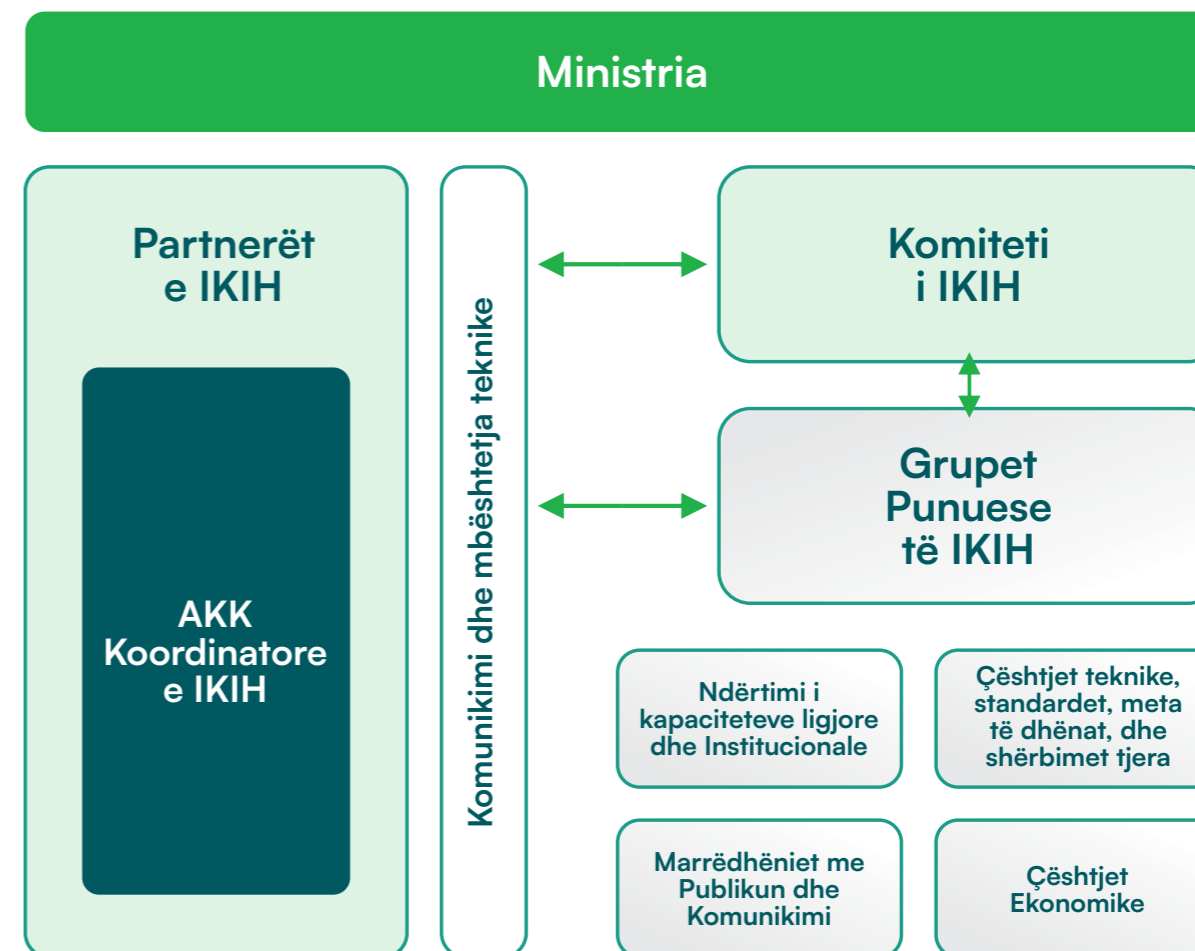 Ministria
Partnerët
e IKIH
AKK
Koordinatore
e IKIH
Komunikimi dhe mbështetja teknike
Komiteti
i IKIH
Grupet
Punuese
të IKIH
Ndërtimi i
kapaciteteve ligjore
dhe Institucionale
Çështjet teknike,
standardet, meta
të dhënat, dhe
shërbimet tjera
Marrëdhëniet me
Publikun dhe
Komunikimi
Çështjet
Ekonomike